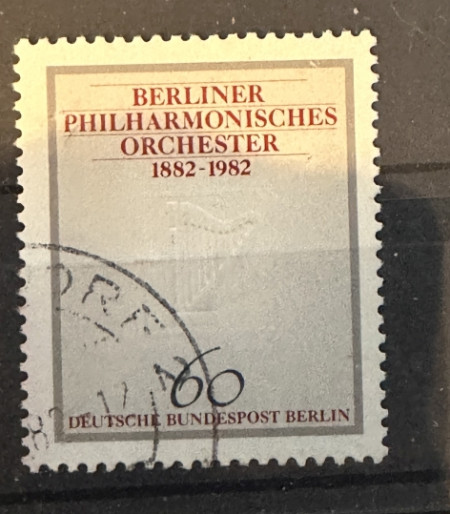 BERLINER
PHILHARMONISCHES
ORCHESTER
1882-1982
60
DEUTSCHE BUNDESPOST BERLIN